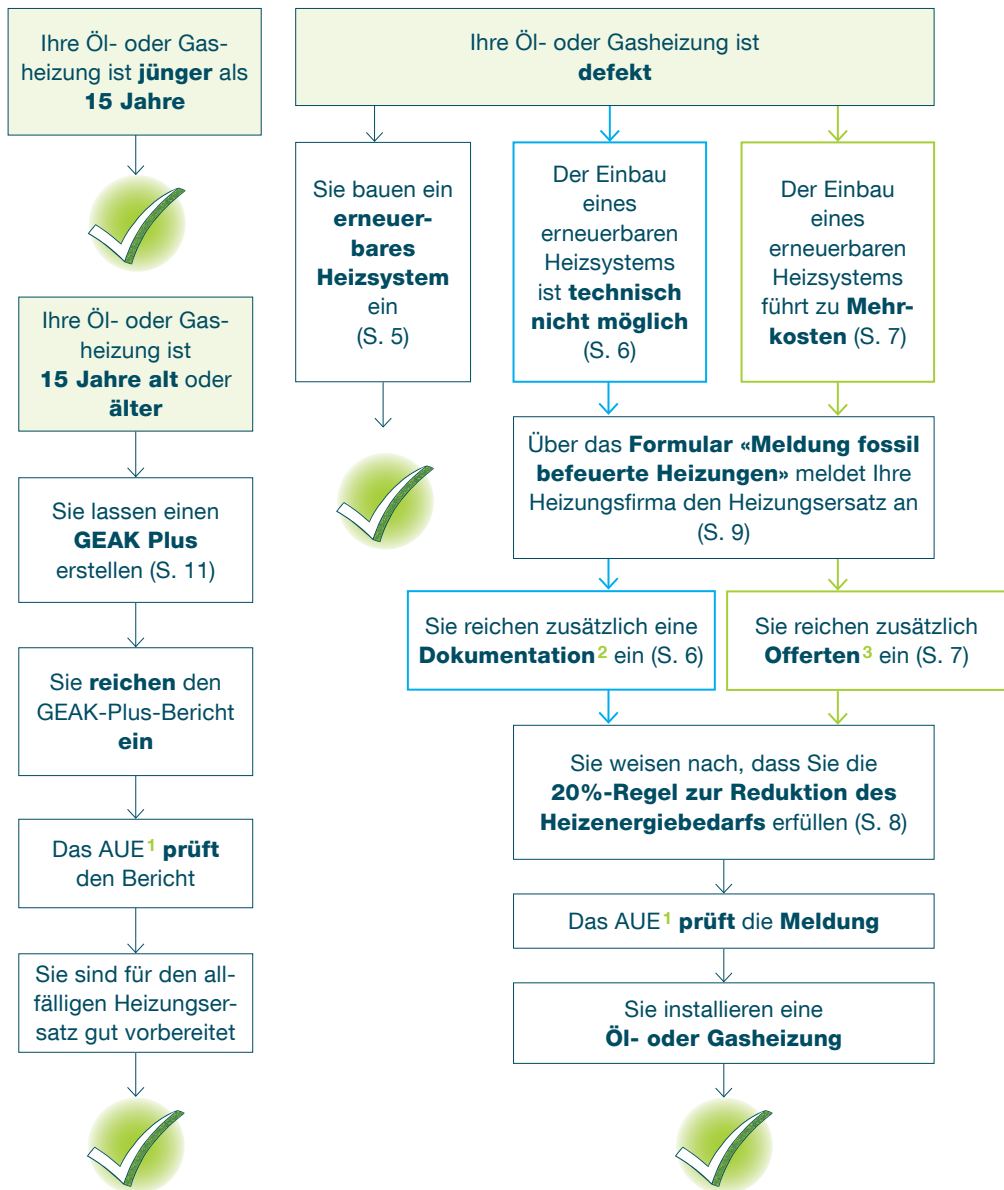 Ihre Öl- oder Gas-
heizung ist jünger als
15 Jahre
Ihre Öl- oder Gas-
heizung ist
15 Jahre alt oder
älter
Sie lassen einen
GEAK Plus
erstellen (S. 11)
Sie reichen den
GEAK-Plus-Bericht
ein
Das AUE1 prüft
den Bericht
Sie sind für den all-
fälligen Heizungser-
satz gut vorbereitet
Ihre Öl- oder Gasheizung ist
defekt
Sie bauen ein
erneuer-
bares
Heizsystem
ein
(S. 5)
Der Einbau
eines
erneuerbaren
Heizsystems
ist technisch
nicht möglich
(S. 6)
Der Einbau
eines
erneuerbaren
Heizsystems
führt zu Mehr-
kosten (S. 7)
Über das Formular «Meldung fossil
befeuerte Heizungen» meldet Ihre
Heizungsfirma den Heizungsersatz an
(S. 9)
Sie reichen zusätzlich eine
Dokumentation2 ein (S. 6)
Sie reichen zusätzlich
Offerten3 ein (S. 7)
Sie weisen nach, dass Sie die
20%-Regel zur Reduktion des
Heizenergiebedarfs erfüllen (S. 8)
Das AUE1 prüft die Meldung
Sie installieren eine
Öl- oder Gasheizung